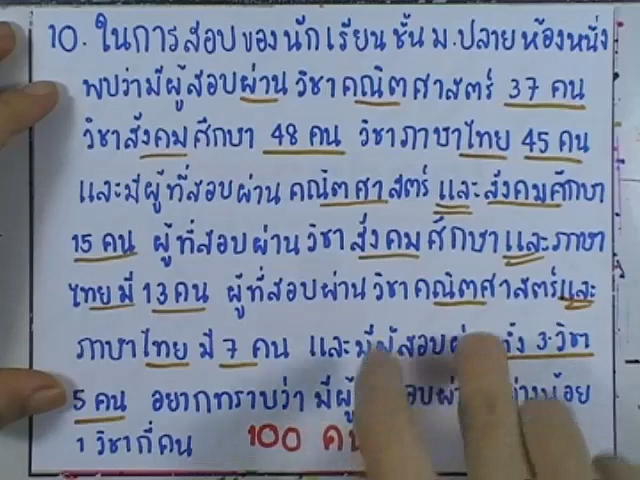 10. ในการสอบของนักเรียนชั้น ม.ปลายห้องหนึ่ง
พบว่ามีผู้สอบผ่านวิชาคณิตศาสตร์ 37 คน
วิชาสังคมศึกษา 48 คน วิชาภาษาไทย 45 คน
และมีผู้ที่สอบผ่าน คณิตศาสตร์ และสังคมศึกษา
15 คน ผู้ที่สอบผ่านวิชาสังคมศึกษาและภาษา
ไทยมี 13 คน ผู้ที่สอบผ่านวิชาคณิตศาสตร์และ
ภาษาไทย มี 7 คน และมีผู้สอบ 3 วิชา
5 คน อยากทราบว่า มี
1 วิชากี่คน 100